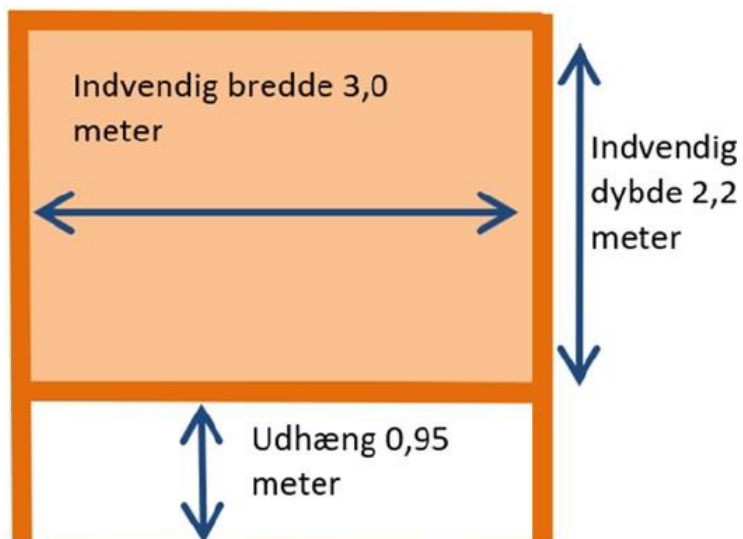 Indvendig bredde 3,0
meter
Indvendig
dybde 2,2
meter
Udhæng 0,95
meter